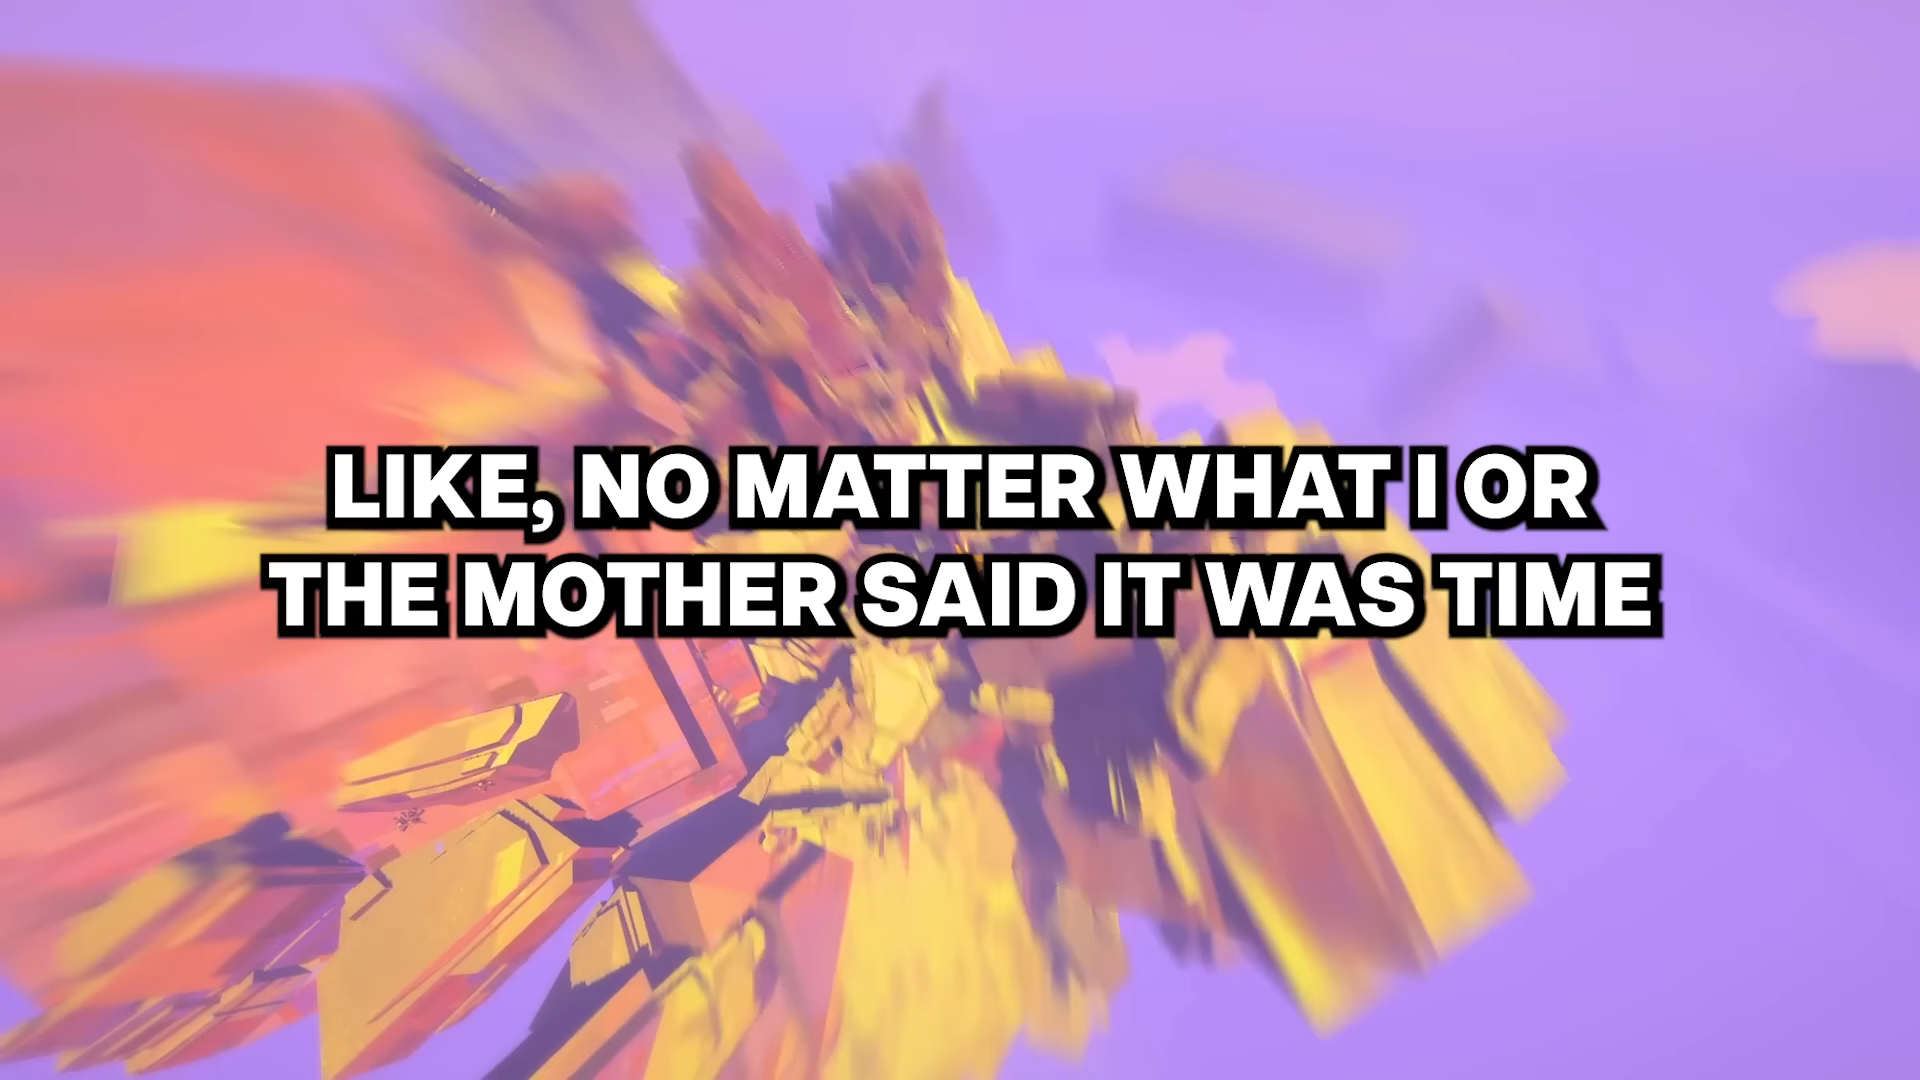 LIKE, NO MATTER WHAT I OR
THE MOTHER SAID IT WAS TIME